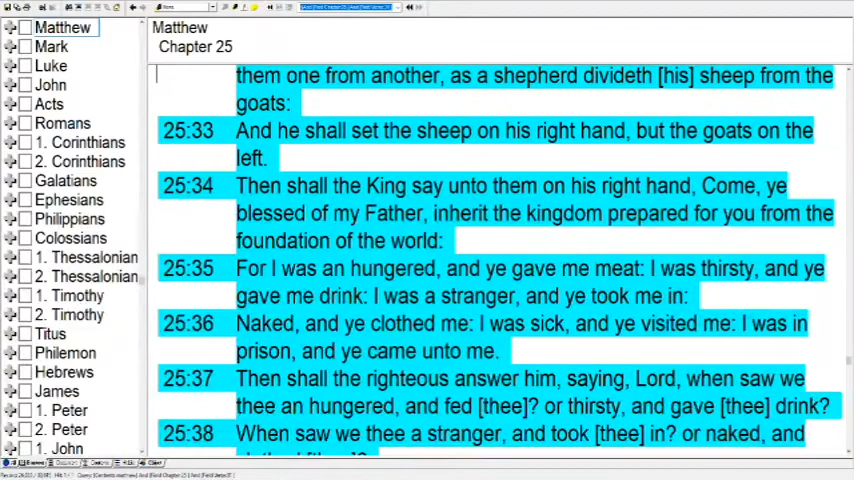 Matthew
Mark
Luke
John
Acts
Romans
1. Corinthians
2. Corinthians
Galatians
Ephesians
Philippians
Colossians
1. Thessalonian
2. Thessalonian
1. Timothy
2. Timothy
Titus
Philemon
Hebrews
James
1. Peter
2. Peter
1. John
Matthew
Chapter 25
them one from another, as a shepherd divideth [his] sheep from the
goats:
25:33 And he shall set the sheep on his right hand, but the goats on the
left.
25:34 Then shall the King say unto them on his right hand, Come, ye
blessed of my Father, inherit the kingdom prepared for you from the
foundation of the world:
25:35 For I was an hungered, and ye gave me meat: I was thirsty, and ye
gave me drink: I was a stranger, and ye took me in:
25:36 Naked, and ye clothed me: I was sick, and ye visited me: I was in
prison, and ye came unto me.
25:37 Then shall the righteous answer him, saying, Lord, when saw we
thee an hungered, and fed [thee]? or thirsty, and gave [thee] drink?
25:38 When saw we thee a stranger, and took [thee] in? or naked, and